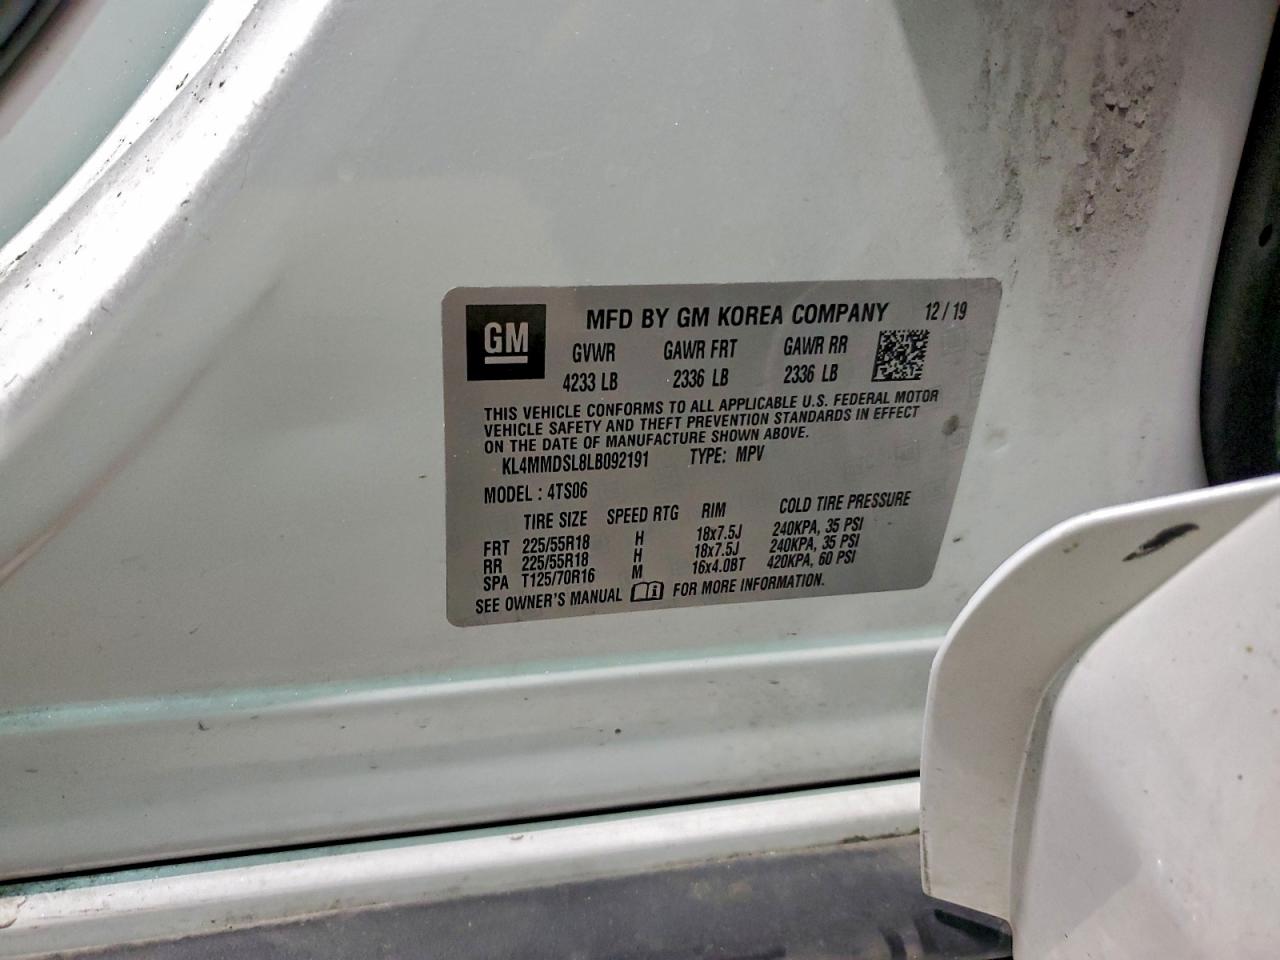 GM
MFD BY GM KOREA COMPANY 12/19
GVWR GAWR FRT GAWR RR
4233 LB 2336 LB 2336 LB
THIS VEHICLE CONFORMS TO ALL APPLICABLE U.S. FEDERAL MOTOR
VEHICLE SAFETY AND THEFT PREVENTION STANDARDS IN EFFECT
ON THE DATE OF MANUFACTURE SHOWN ABOVE.
KL4MMDSL8LB092191 TYPE: MPV
MODEL : 4TS06
TIRE SIZE SPEED RTG RIM COLD TIRE PRESSURE
FRT 225/55R18 H 18x7.5J 240KPA, 35 PSI
RR 225/55R18 H 18x7.5J 240KPA, 35 PSI
SPA T125/70R16 M 16x4.0BT 420KPA, 60 PSI
SEE OWNER'S MANUAL FOR MORE INFORMATION.